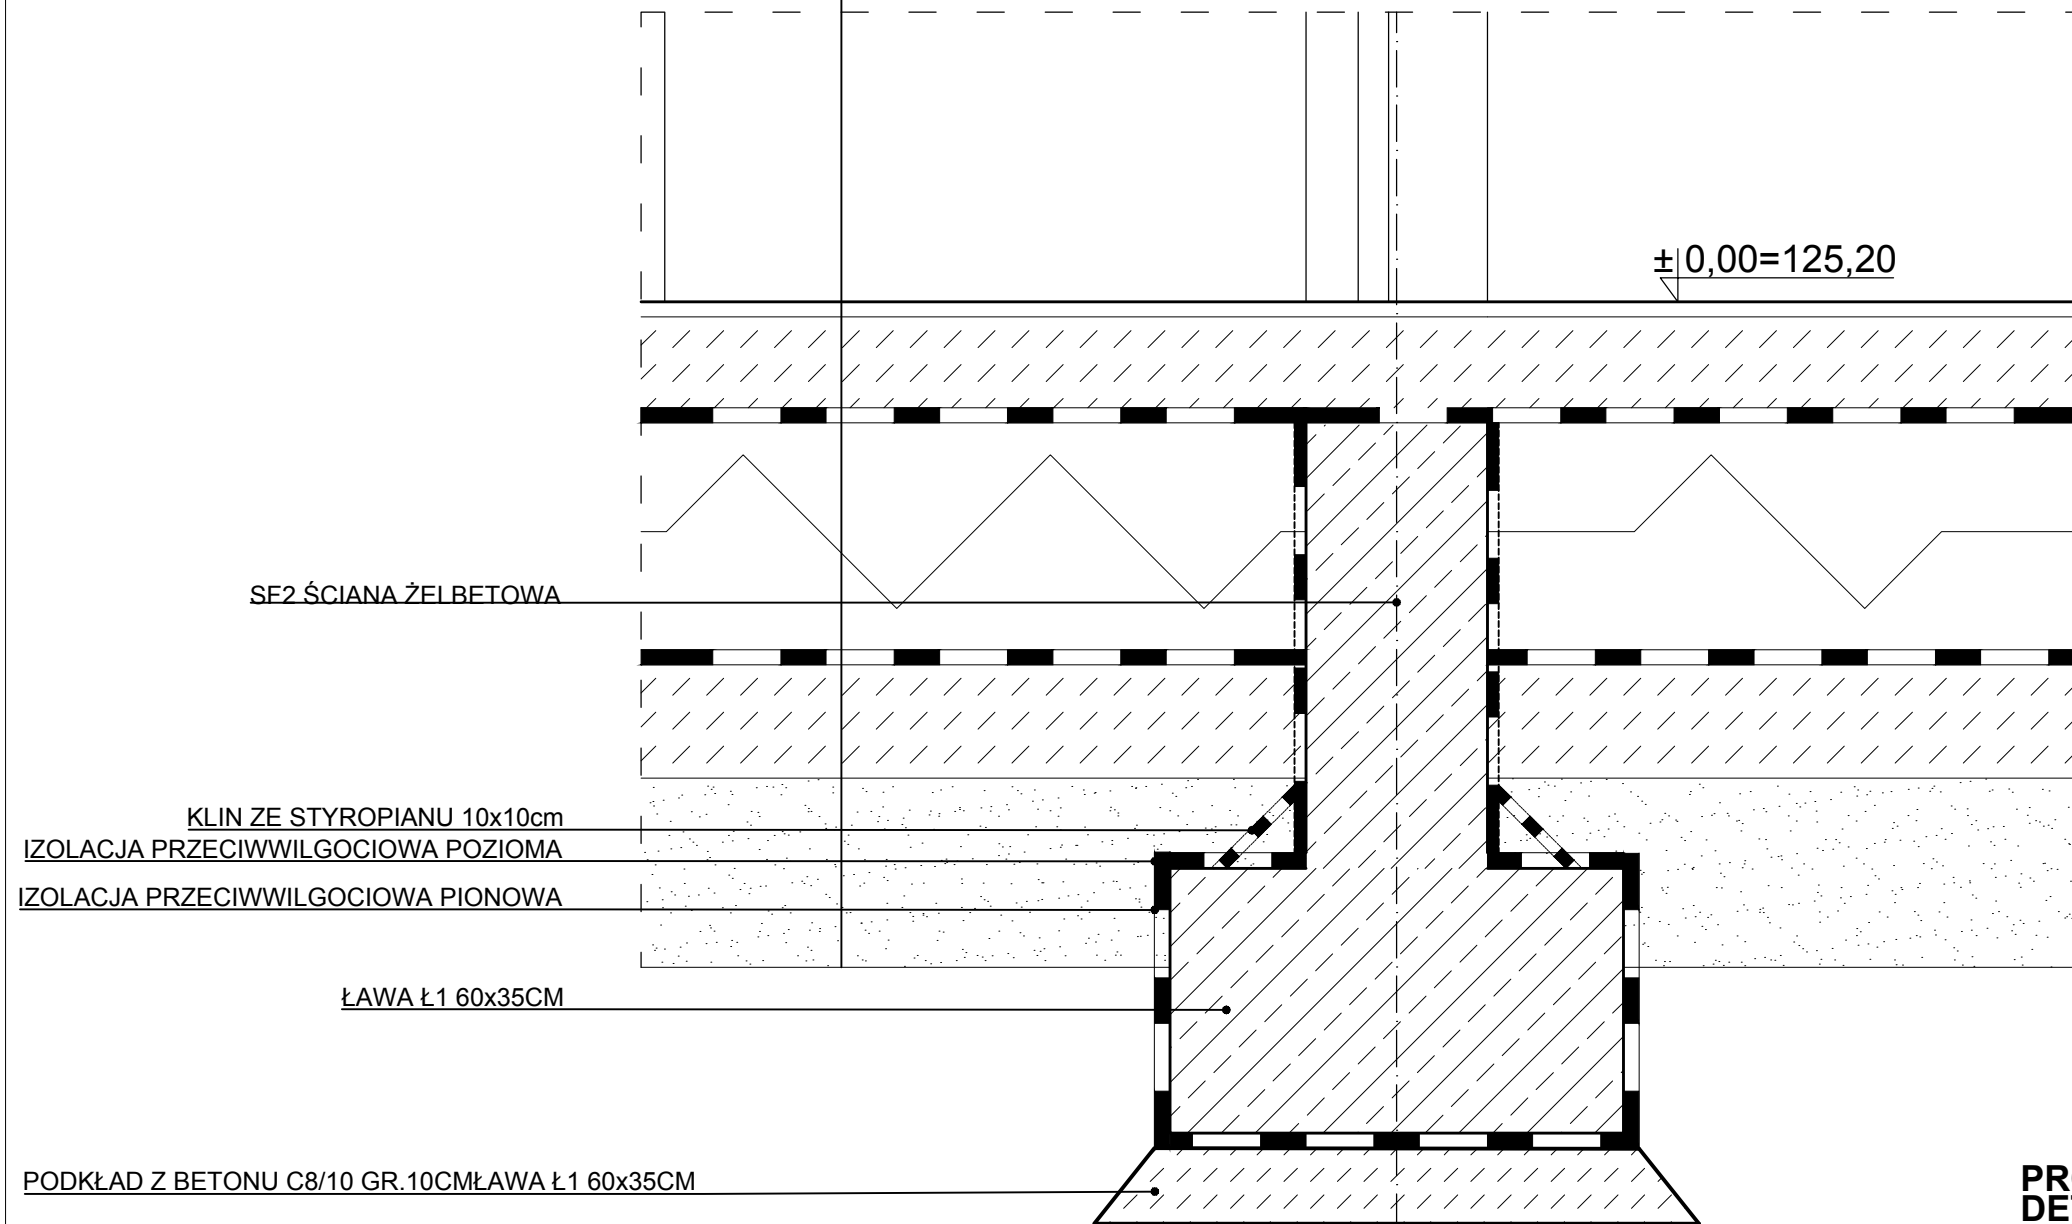 ± 0,00=125,20
SF2 ŚCIANA ŻELBETOWA
KLIN ZE STYROPIANU 10x10cm
IZOLACJA PRZECIWWILGOCIOWA POZIOMA
IZOLACJA PRZECIWWILGOCIOWA PIONOWA
ŁAWA Ł1 60x35CM
PODKŁAD Z BETONU C8/10 GR.10CMŁAWA Ł1 60x35CM